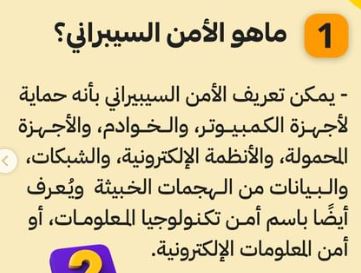 1 ماهو الأمن السيبراني؟
- يمكن تعريف الأمن السيبيراني بأنه حماية
لأجهزة الكمبيوتر، والخوادم، والأجهزة
المحمولة، والأنظمة الإلكترونية، والشبكات،
والبيانات من الهجمات الخبيثة ويُعرف
أيضًا باسم أمن تكنولوجيا المعلومات، أو
أمن المعلومات الإلكترونية.
2